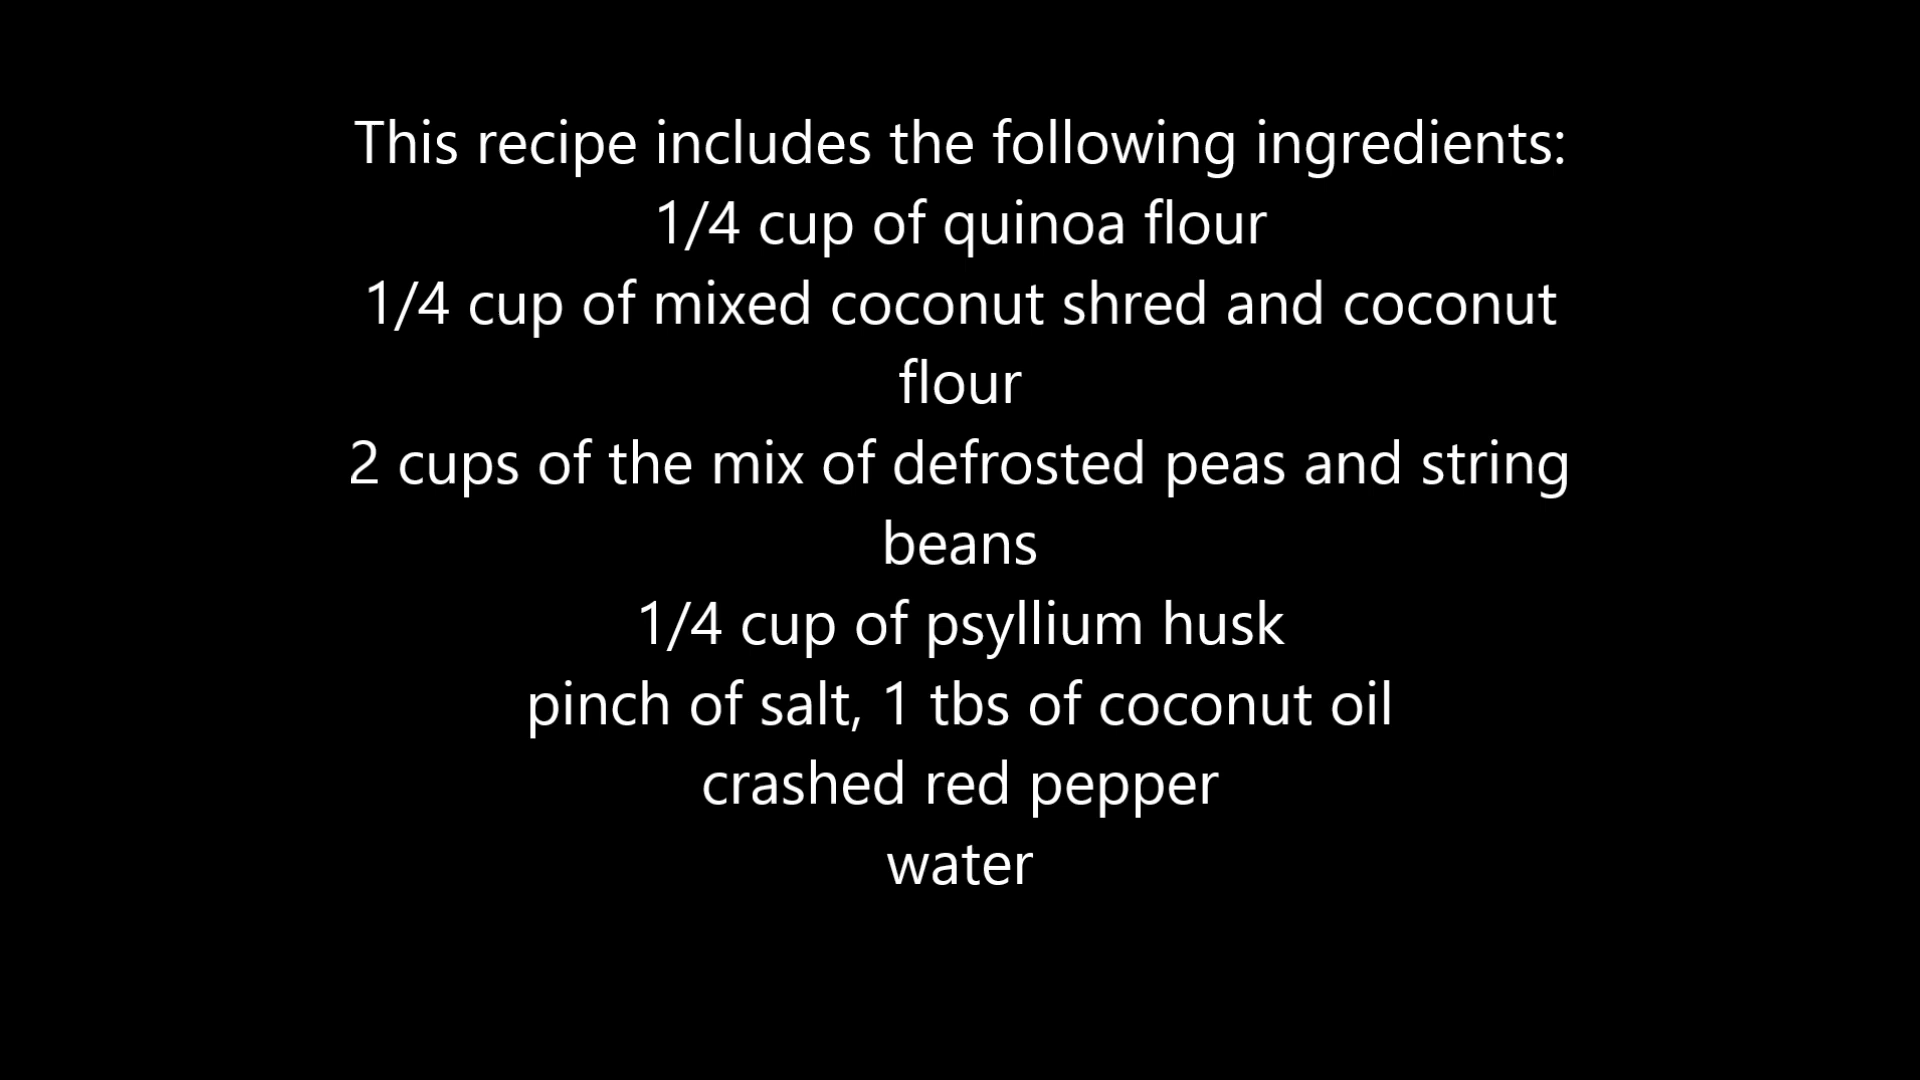 This recipe includes the following ingredients:
1/4 cup of quinoa flour
1/4 cup of mixed coconut shred and coconut
flour
2 cups of the mix of defrosted peas and string
beans
1/4 cup of psyllium husk
pinch of salt, 1 tbs of coconut oil
crashed red pepper
water